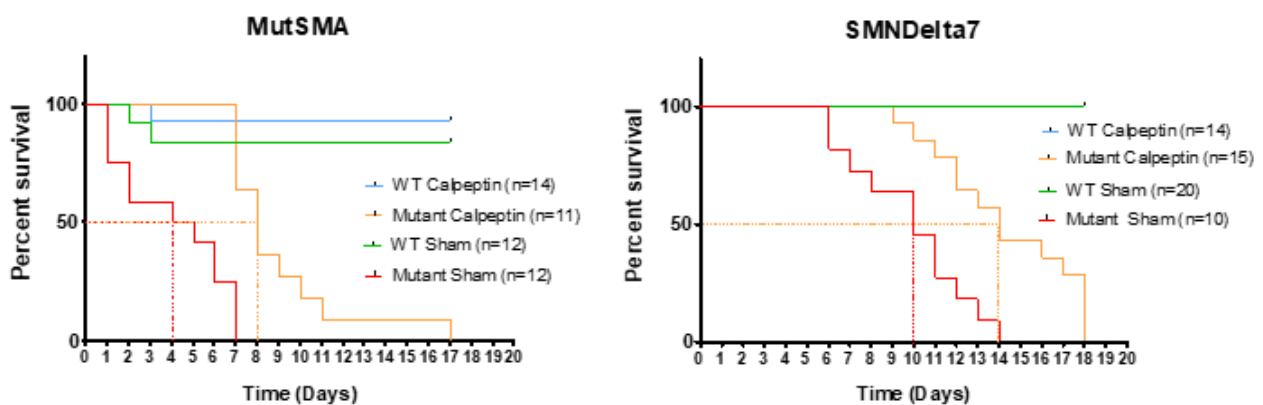 MutSMA
Percent survival
100
50
0
0 1 2 3 4 5 6 7 8 9 10 11 12 13 14 15 16 17 18 19 20
Time (Days)
WT Calpeptin (n=14)
Mutant Calpeptin (n=11)
WT Sham (n=12)
Mutant Sham (n=12)
SMNDelta7
Percent survival
100
50
0
0 1 2 3 4 5 6 7 8 9 10 11 12 13 14 15 16 17 18 19 20
Time (Days)
WT Calpeptin (n=14)
Mutant Calpeptin (n=15)
WT Sham (n=20)
Mutant Sham (n=10)